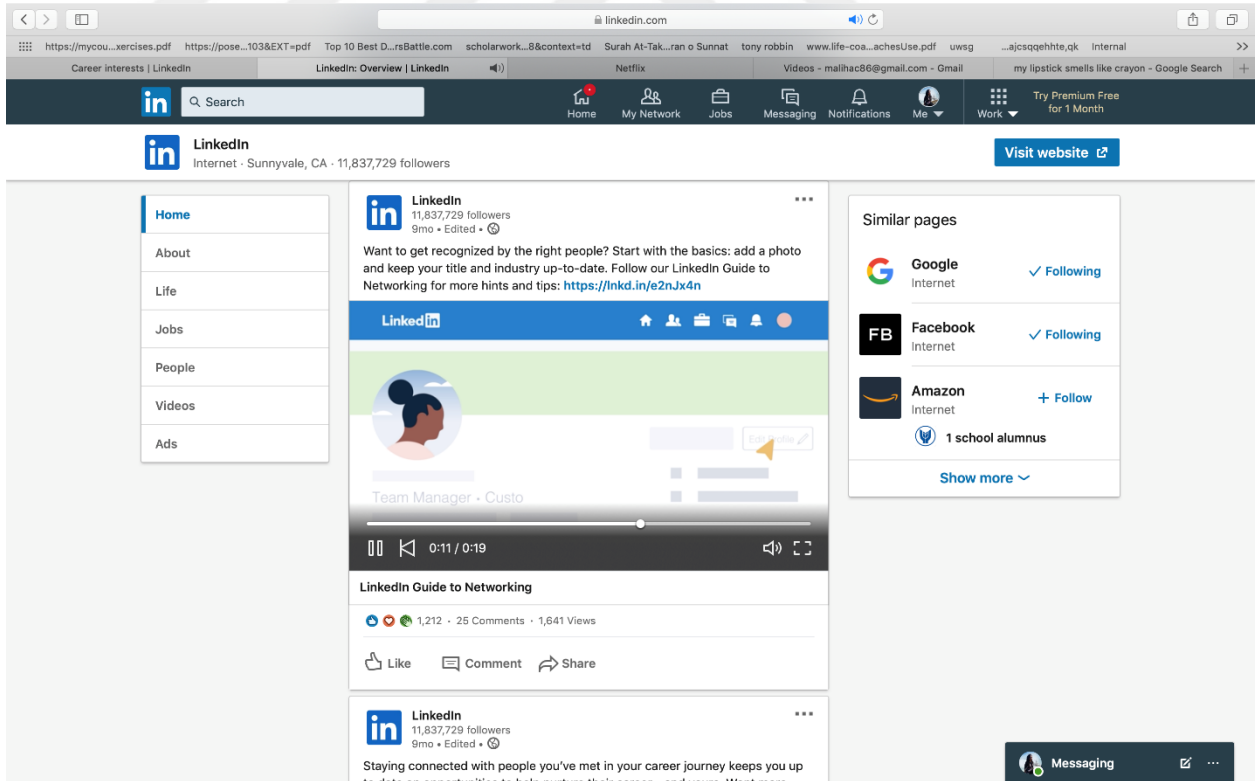 linkedin.com
https://mycou...xercises.pdf https://pose...103&EXT=pdf Top 10 Best D...rsBattle.com scholarwork...8&context=td Surah At-Tak...ran o Sunnat tony robbin www.life-coa...achesUse.pdf uwsg ...ajcsqqehhte,qk Internal >>
Career interests | LinkedIn LinkedIn: Overview | LinkedIn Netflix Videos - malihac86@gmail.com - Gmail my lipstick smells like crayon - Google Search +
in Search Home My Network Jobs Messaging Notifications Me Work Try Premium Free
for 1 Month
in LinkedIn
Internet · Sunnyvale, CA · 11,837,729 followers
Visit website
Home
About
Life
Jobs
People
Videos
Ads
in LinkedIn
11,837,729 followers
9mo • Edited •
Want to get recognized by the right people? Start with the basics: add a photo
and keep your title and industry up-to-date. Follow our LinkedIn Guide to
Networking for more hints and tips: https://lnkd.in/e2nJx4n
Linkedin
Edit Profile
Team Manager - Custo
0:11 / 0:19
LinkedIn Guide to Networking
1,212 · 25 Comments · 1,641 Views
Like Comment Share
in LinkedIn
11,837,729 followers
9mo • Edited •
Staying connected with people you've met in your career journey keeps you up
Similar pages
Google
Internet
Following
FB Facebook
Internet
Following
Amazon
Internet
+ Follow
1 school alumnus
Show more
Messaging